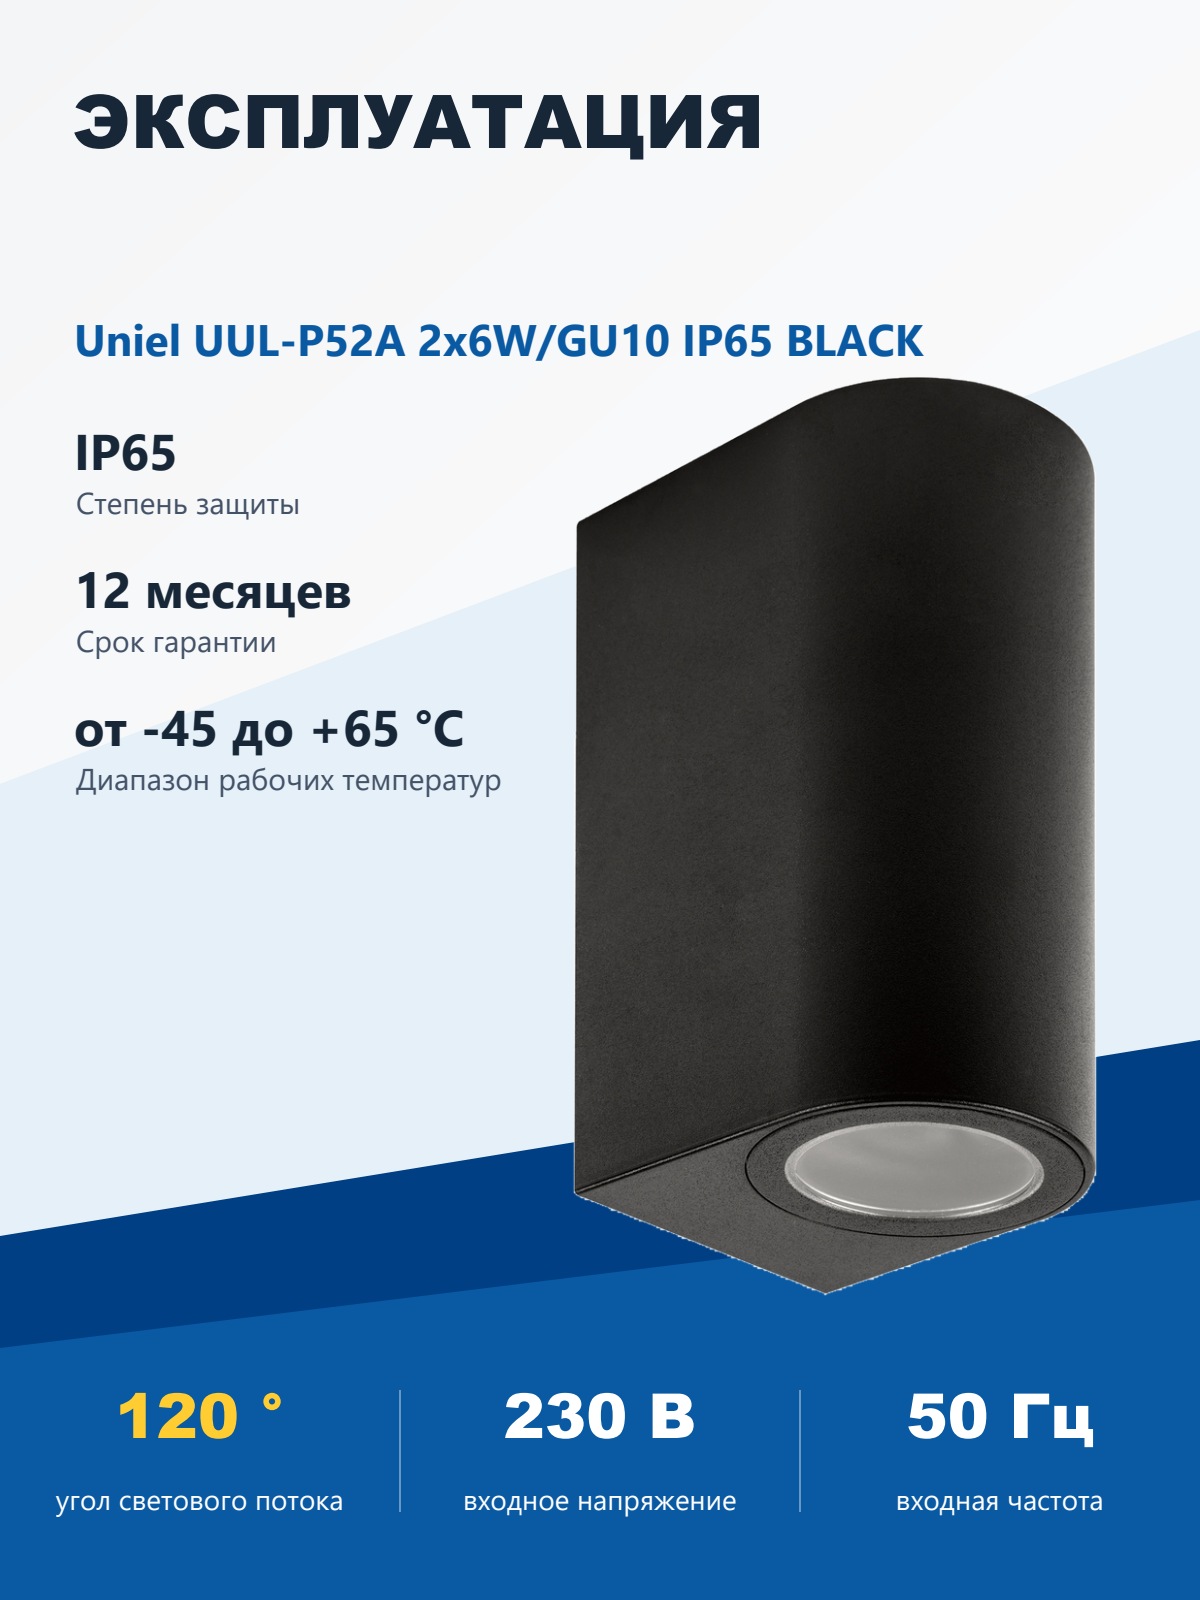 ЭКСПЛУАТАЦИЯ
Uniel UUL-P52A 2x6W/GU10 IP65 BLACK
IP65
Степень защиты
12 месяцев
Срок гарантии
от -45 до +65 °C
Диапазон рабочих температур
120 °
угол светового потока
230 В
входное напряжение
50 Гц
входная частота